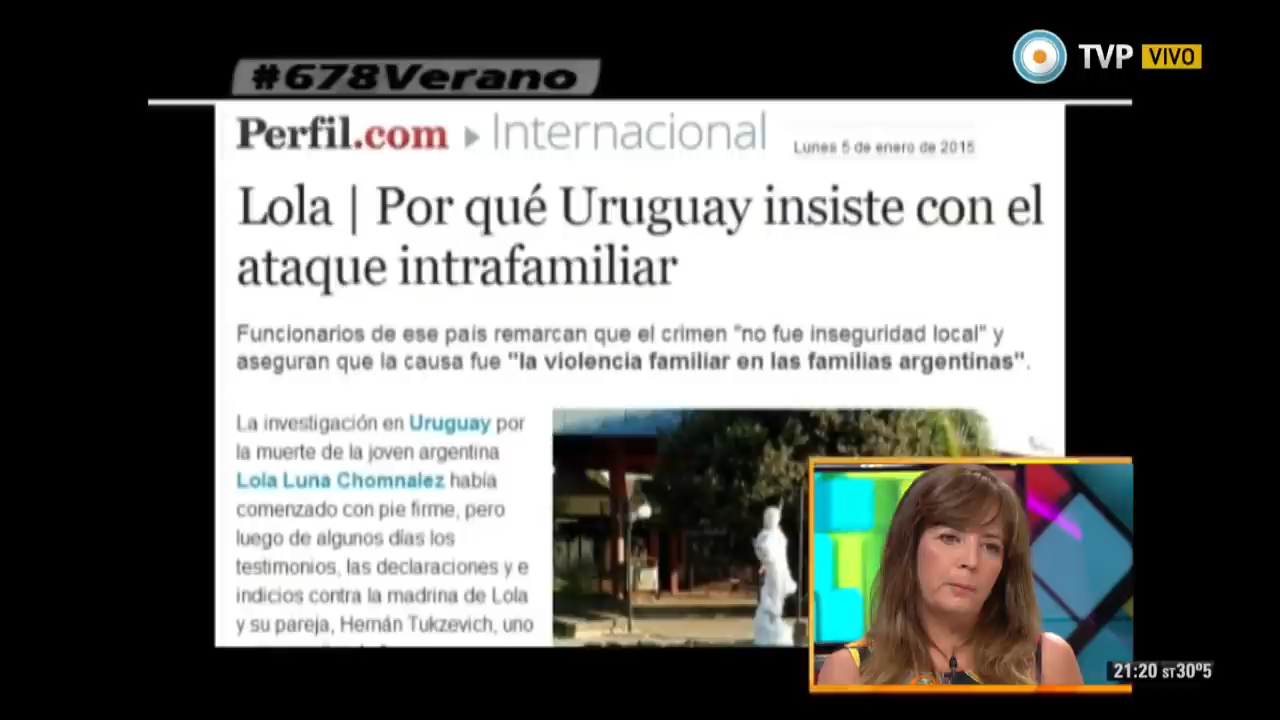 TVP VIVO
#678Verano
Perfil.com Internacional
Lunes 5 de enero de 2015
Lola | Por qué Uruguay insiste con el
ataque intrafamiliar
Funcionarios de ese país remarcan que el crimen "no fue inseguridad local" y
aseguran que la causa fue "la violencia familiar en las familias argentinas".
La investigación en Uruguay por
la muerte de la joven argentina
Lola Luna Chomnalez había
comenzado con pie firme, pero
luego de algunos días los
testimonios, las declaraciones y e
indicios contra la madrina de Lola
y su pareja, Hernán Tukzevich, uno
21:20 ST30º5